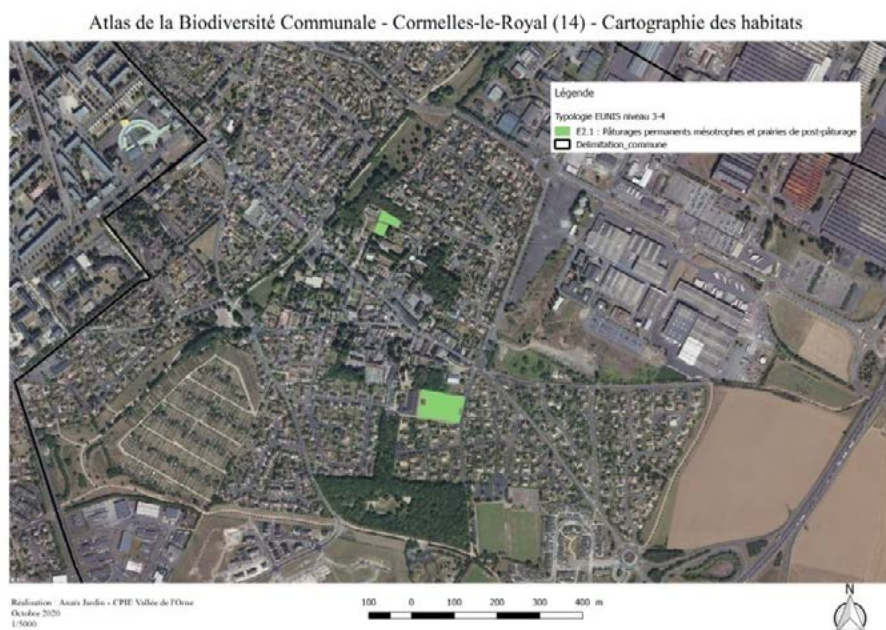 Atlas de la Biodiversité Communale - Cormelles-le-Royal (14) - Cartographie des habitats
Légende
Typologie EUNIS niveau 3-4
E2.1 : Pâturages permanents mésotrophes et prairies de post-pâturage
Delimitation_commune
Réalisation : Anaïs Jardin - CPIE Vallée de l'Orne
Octobre 2020
1/5000
100 0 100 200 300 400 m
N